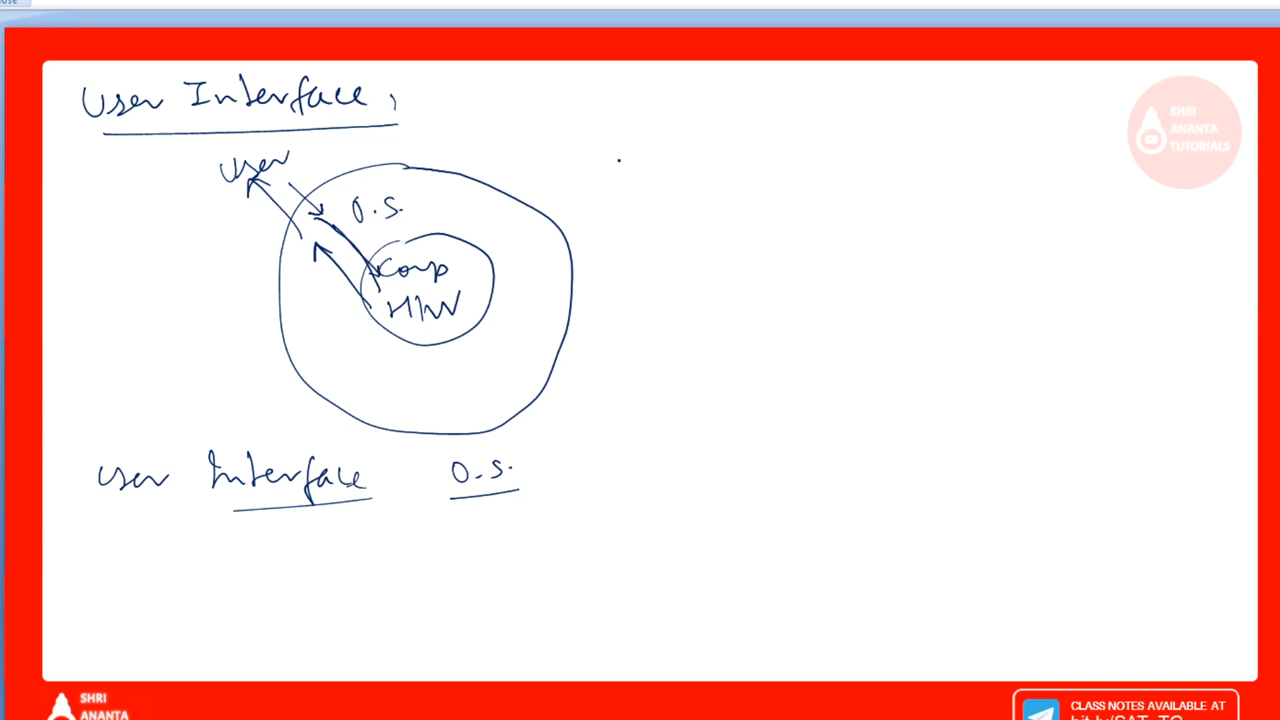 User Interface,
User
O.S.
Comp
H/W
User Interface O.S.
SHRI
ANANTA
TUTORIALS
SHRI
ANANTA
CLASS NOTES AVAILABLE AT